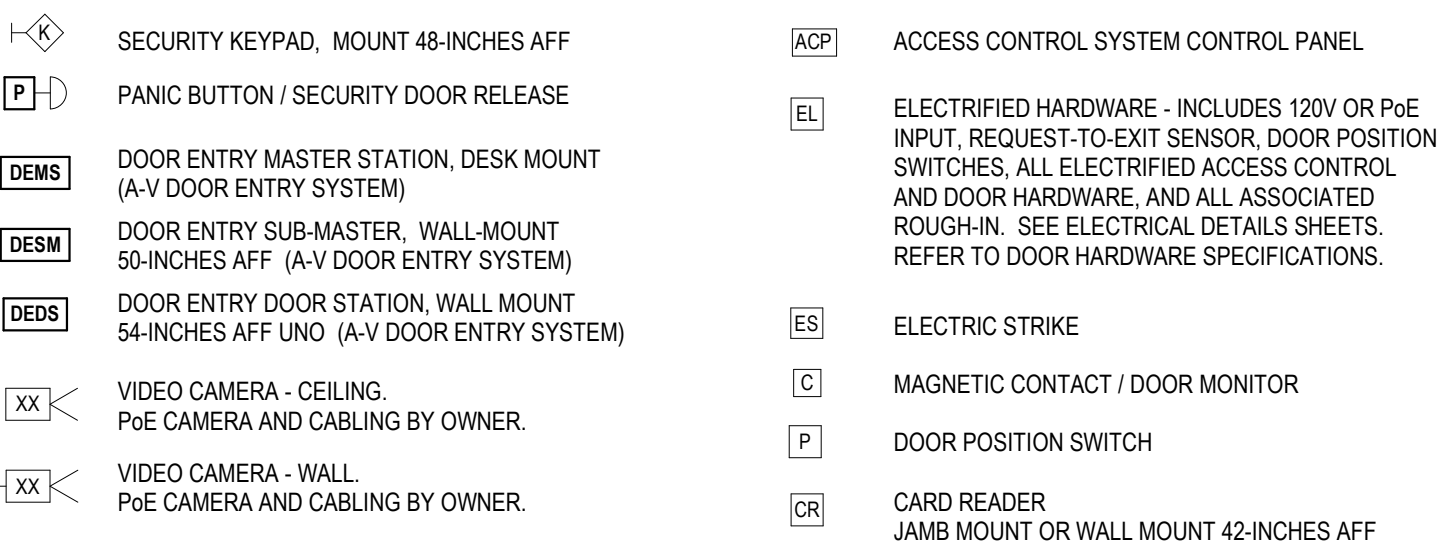 K
SECURITY KEYPAD, MOUNT 48-INCHES AFF
P
PANIC BUTTON / SECURITY DOOR RELEASE
DEMS
DOOR ENTRY MASTER STATION, DESK MOUNT
(A-V DOOR ENTRY SYSTEM)
DESM
DOOR ENTRY SUB-MASTER, WALL-MOUNT
50-INCHES AFF (A-V DOOR ENTRY SYSTEM)
DEDS
DOOR ENTRY DOOR STATION, WALL MOUNT
54-INCHES AFF UNO (A-V DOOR ENTRY SYSTEM)
XX
VIDEO CAMERA - CEILING.
PoE CAMERA AND CABLING BY OWNER.
XX
VIDEO CAMERA - WALL.
PoE CAMERA AND CABLING BY OWNER.
ACP
ACCESS CONTROL SYSTEM CONTROL PANEL
EL
ELECTRIFIED HARDWARE - INCLUDES 120V OR PoE
INPUT, REQUEST-TO-EXIT SENSOR, DOOR POSITION
SWITCHES, ALL ELECTRIFIED ACCESS CONTROL
AND DOOR HARDWARE, AND ALL ASSOCIATED
ROUGH-IN. SEE ELECTRICAL DETAILS SHEETS.
REFER TO DOOR HARDWARE SPECIFICATIONS.
ES
ELECTRIC STRIKE
C
MAGNETIC CONTACT / DOOR MONITOR
P
DOOR POSITION SWITCH
CR
CARD READER
JAMB MOUNT OR WALL MOUNT 42-INCHES AFF